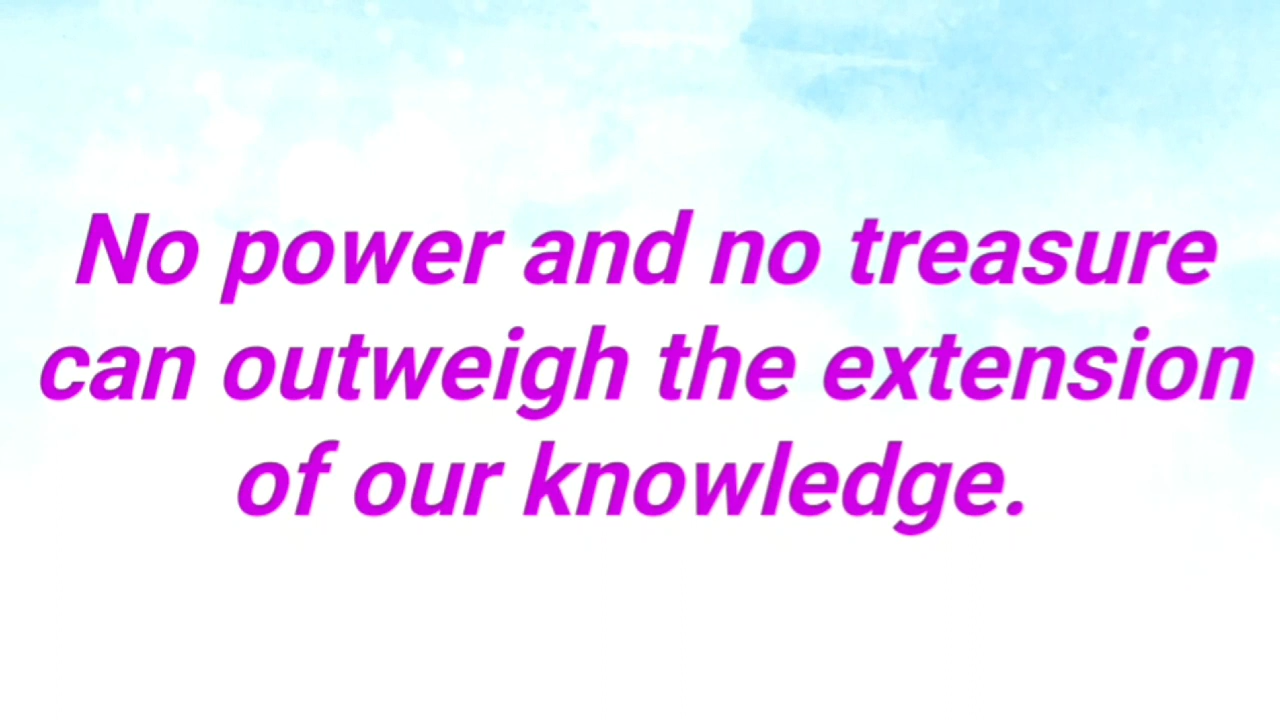 No power and no treasure
can outweigh the extension
of our knowledge.